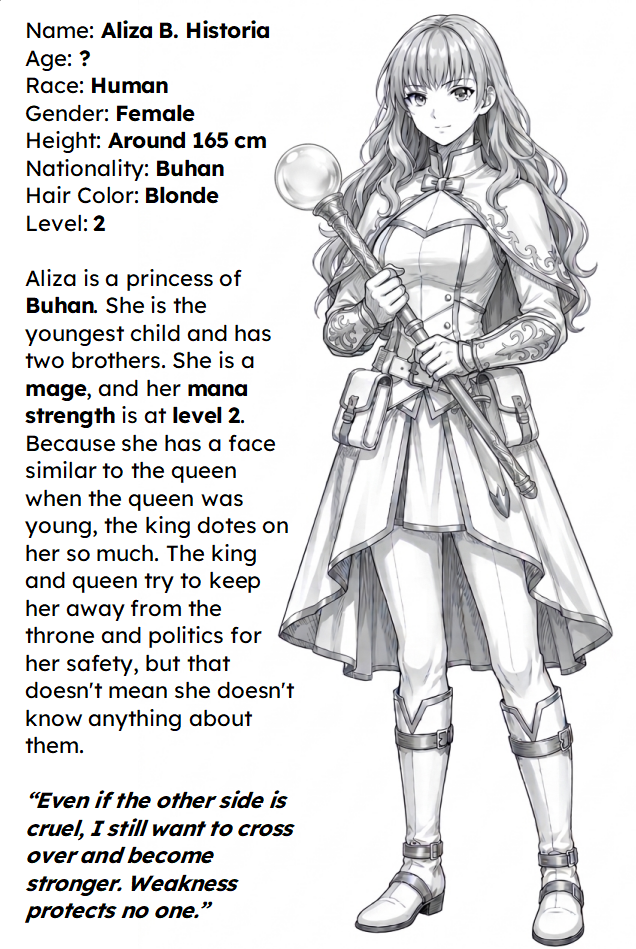 Name: Aliza B. Historia
Age: ?
Race: Human
Gender: Female
Height: Around 165 cm
Nationality: Buhan
Hair Color: Blonde
Level: 2
Aliza is a princess of
Buhan. She is the
youngest child and has
two brothers. She is a
mage, and her mana
strength is at level 2.
Because she has a face
similar to the queen
when the queen was
young, the king dotes on
her so much. The king
and queen try to keep
her away from the
throne and politics for
her safety, but that
doesn't mean she doesn't
know anything about
them.
“Even if the other side is
cruel, I still want to cross
over and become
stronger. Weakness
protects no one.”